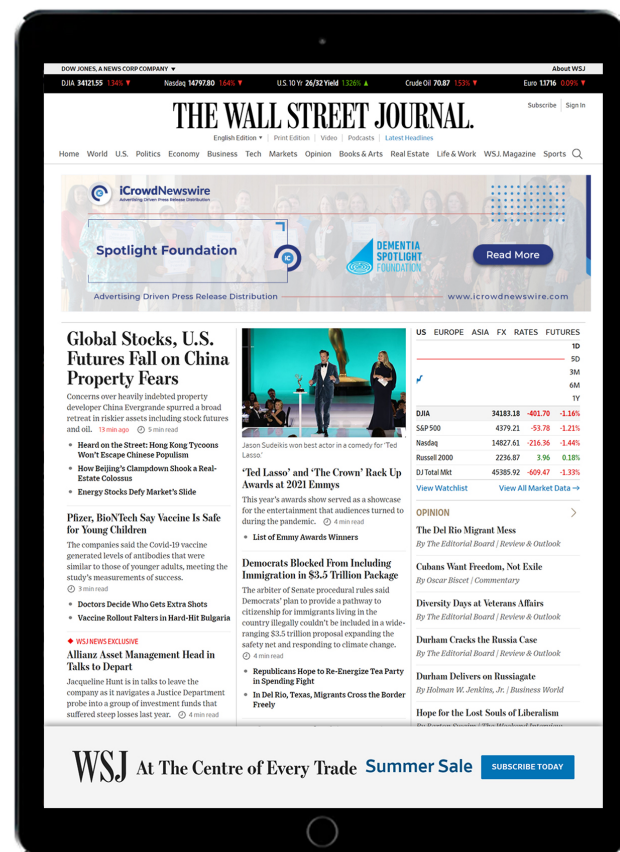 DOW JONES, A NEWS CORP COMPANY ▼ About WSJ
DJIA 34121.55 1.34% ▼ Nasdaq 14797.80 1.64% ▼ U.S. 10 Yr 26/32 Yield 1.326% ▲ Crude Oil 70.87 1.53% ▼ Euro 1.1716 0.09% ▼
THE WALL STREET JOURNAL.
Subscribe | Sign In
English Edition ▼ | Print Edition | Video | Podcasts | Latest Headlines
Home World U.S. Politics Economy Business Tech Markets Opinion Books & Arts Real Estate Life & Work WSJ. Magazine Sports
iCrowdNewswire
Advertising Driven Press Release Distribution
Spotlight Foundation
iC
DEMENTIA
SPOTLIGHT
FOUNDATION
Read More
Advertising Driven Press Release Distribution
www.icrowdnewswire.com
Global Stocks, U.S.
Futures Fall on China
Property Fears
Concerns over heavily indebted property
developer China Evergrande spurred a broad
retreat in riskier assets including stock futures
and oil. 13 min ago 5 min read
• Heard on the Street: Hong Kong Tycoons
Won't Escape Chinese Populism
• How Beijing's Clampdown Shook a Real-
Estate Colossus
• Energy Stocks Defy Market's Slide
Pfizer, BioNTech Say Vaccine Is Safe
for Young Children
The companies said the Covid-19 vaccine
generated levels of antibodies that were
similar to those of younger adults, meeting the
study's measurements of success.
3 min read
• Doctors Decide Who Gets Extra Shots
• Vaccine Rollout Falters in Hard-Hit Bulgaria
◆ WSJ NEWS EXCLUSIVE
Allianz Asset Management Head in
Talks to Depart
Jacqueline Hunt is in talks to leave the
company as it navigates a Justice Department
probe into a group of investment funds that
suffered steep losses last year. 4 min read
Jason Sudeikis won best actor in a comedy for 'Ted
Lasso.'
'Ted Lasso' and 'The Crown' Rack Up
Awards at 2021 Emmys
This year's awards show served as a showcase
for the entertainment that audiences turned to
during the pandemic. 4 min read
• List of Emmy Awards Winners
Democrats Blocked From Including
Immigration in $3.5 Trillion Package
The arbiter of Senate procedural rules said
Democrats' plan to provide a pathway to
citizenship for immigrants living in the
country illegally couldn't be included in a wide-
ranging $3.5 trillion proposal expanding the
safety net and responding to climate change.
4 min read
• Republicans Hope to Re-Energize Tea Party
in Spending Fight
• In Del Rio, Texas, Migrants Cross the Border
Freely
US EUROPE ASIA FX RATES FUTURES
1D
5D
3M
6M
1Y
DJIA 34183.18 -401.70 -1.16%
S&P 500 4379.21 -53.78 -1.21%
Nasdaq 14827.61 -216.36 -1.44%
Russell 2000 2236.87 3.96 0.18%
DJ Total Mkt 45385.92 -609.47 -1.33%
View Watchlist View All Market Data →
OPINION
The Del Rio Migrant Mess
By The Editorial Board | Review & Outlook
Cubans Want Freedom, Not Exile
By Oscar Biscet | Commentary
Diversity Days at Veterans Affairs
By The Editorial Board | Review & Outlook
Durham Cracks the Russia Case
By The Editorial Board | Review & Outlook
Durham Delivers on Russiagate
By Holman W. Jenkins, Jr. | Business World
Hope for the Lost Souls of Liberalism
WSJ At The Centre of Every Trade Summer Sale SUBSCRIBE TODAY